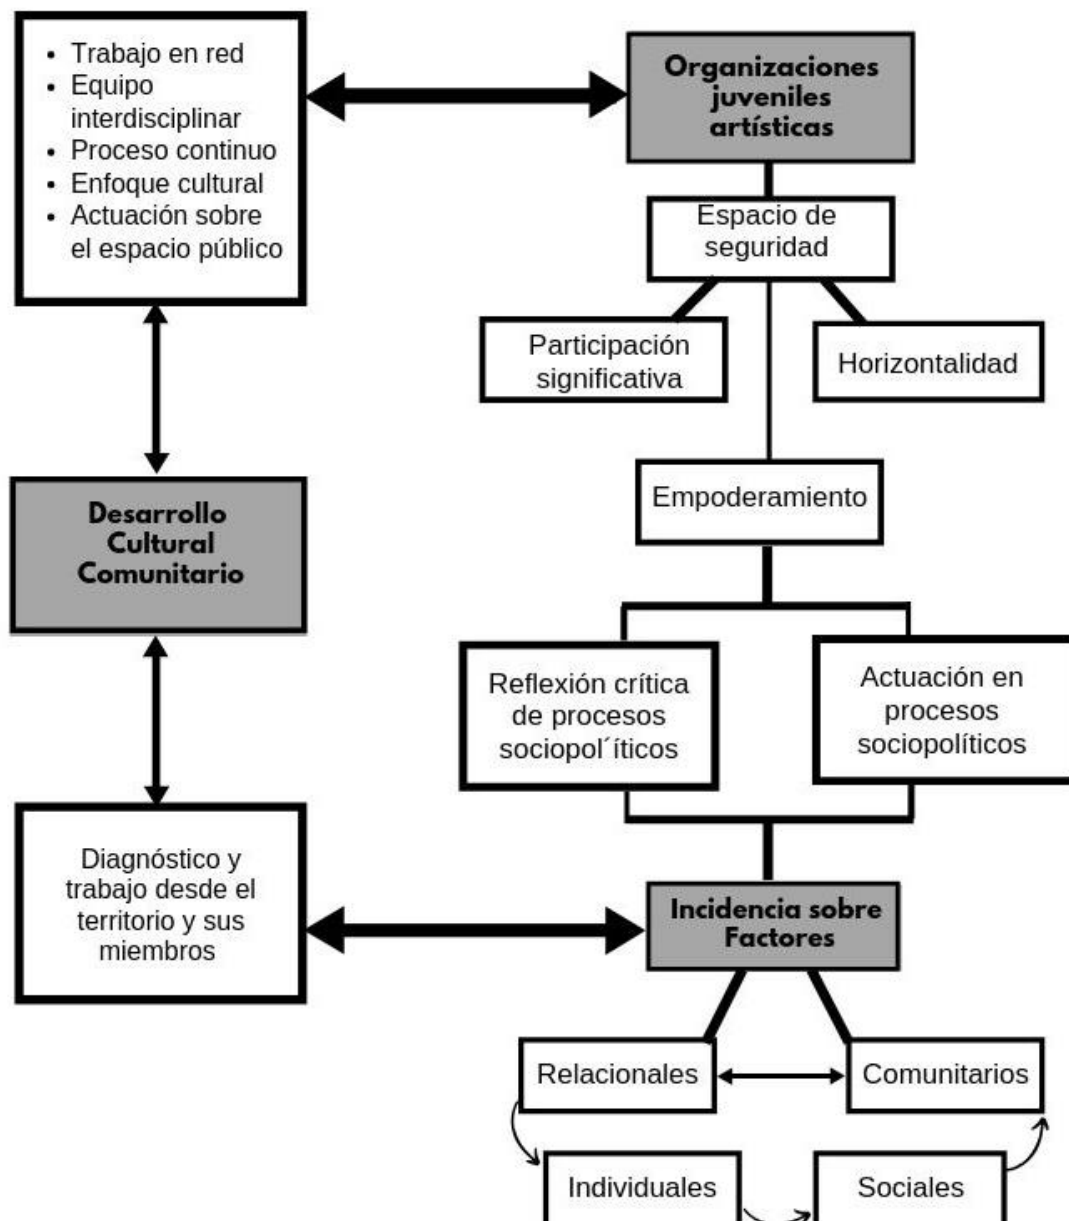 • Trabajo en red
• Equipo
interdisciplinar
• Proceso continuo
• Enfoque cultural
• Actuación sobre
el espacio público
Organizaciones
juveniles
artísticas
Espacio de
seguridad
Participación
significativa
Horizontalidad
Empoderamiento
Desarrollo
Cultural
Comunitario
Reflexión crítica
de procesos
sociopol´íticos
Actuación en
procesos
sociopolíticos
Diagnóstico y
trabajo desde el
territorio y sus
miembros
Incidencia sobre
Factores
Relacionales
Comunitarios
Individuales
Sociales